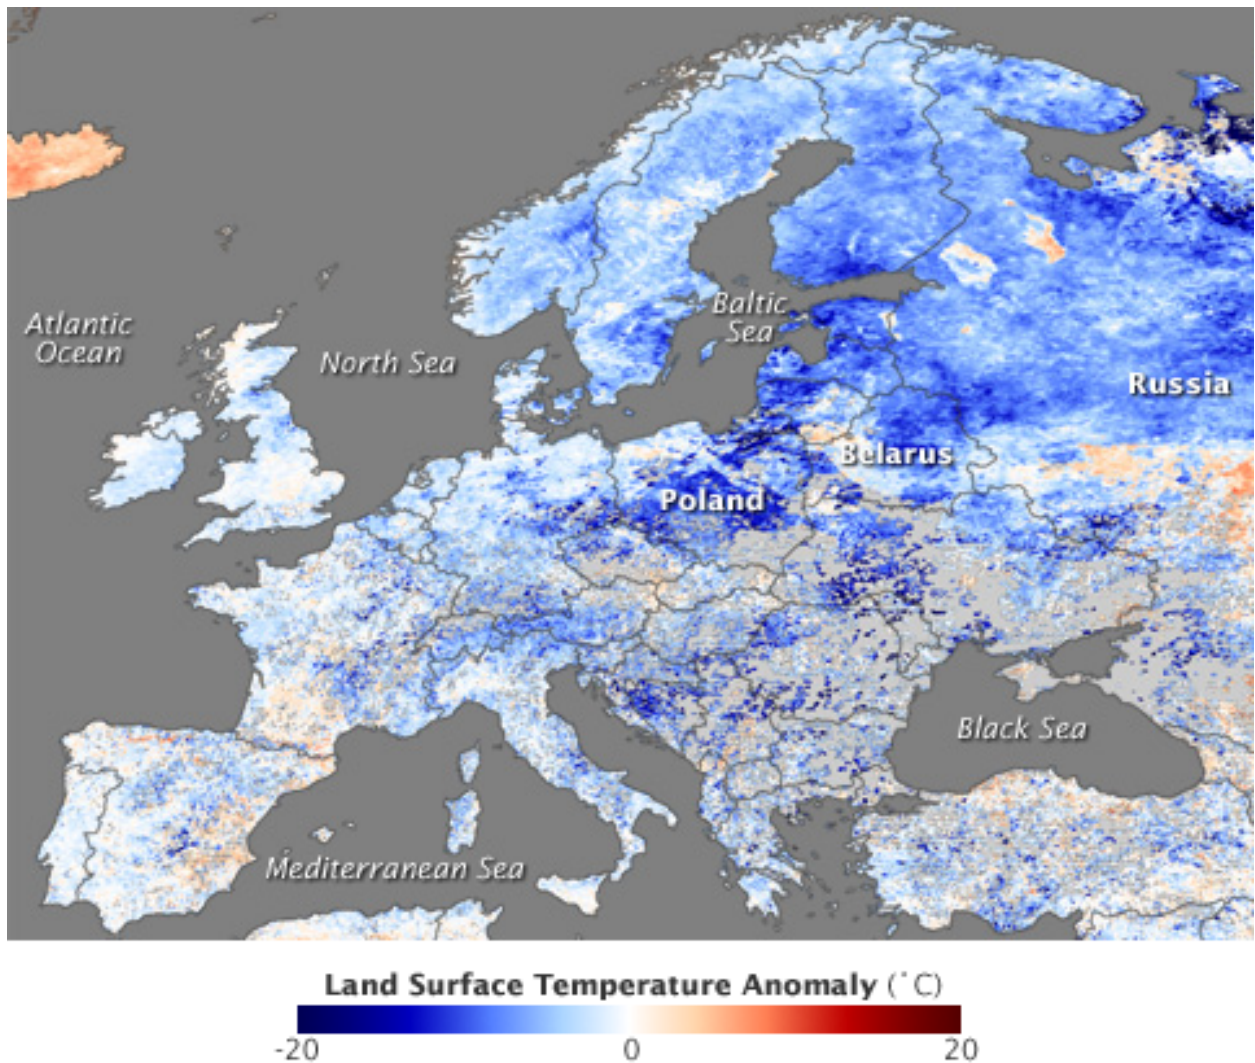 Atlantic
Ocean
North Sea
Baltic
Sea
Russia
Belarus
Poland
Black Sea
Mediterranean Sea
Land Surface Temperature Anomaly (˚C)
-20 0 20